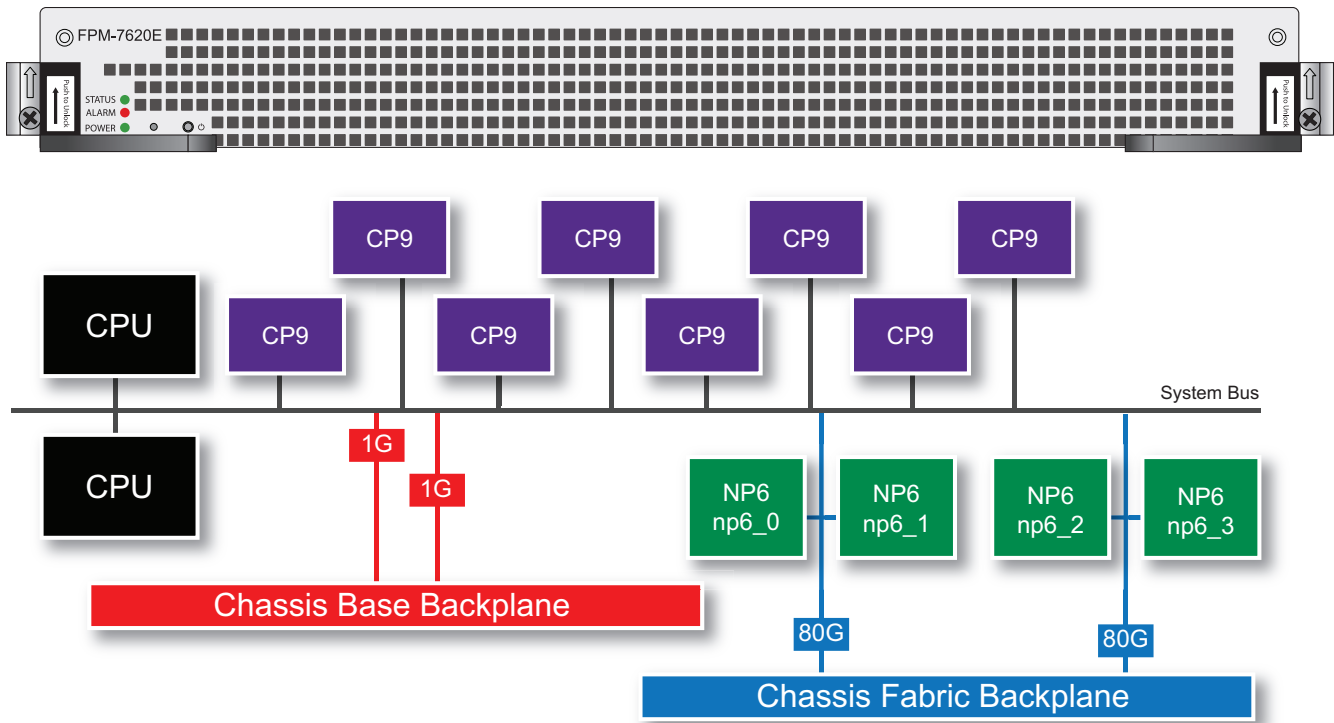 FPM-7620E
Push to Unlock
Push to Unlock
STATUS
ALARM
POWER
CP9
CP9
CP9
CP9
CPU
CP9
CP9
CP9
CP9
System Bus
CPU
1G
1G
NP6
np6_0
NP6
np6_1
NP6
np6_2
NP6
np6_3
Chassis Base Backplane
80G
80G
Chassis Fabric Backplane